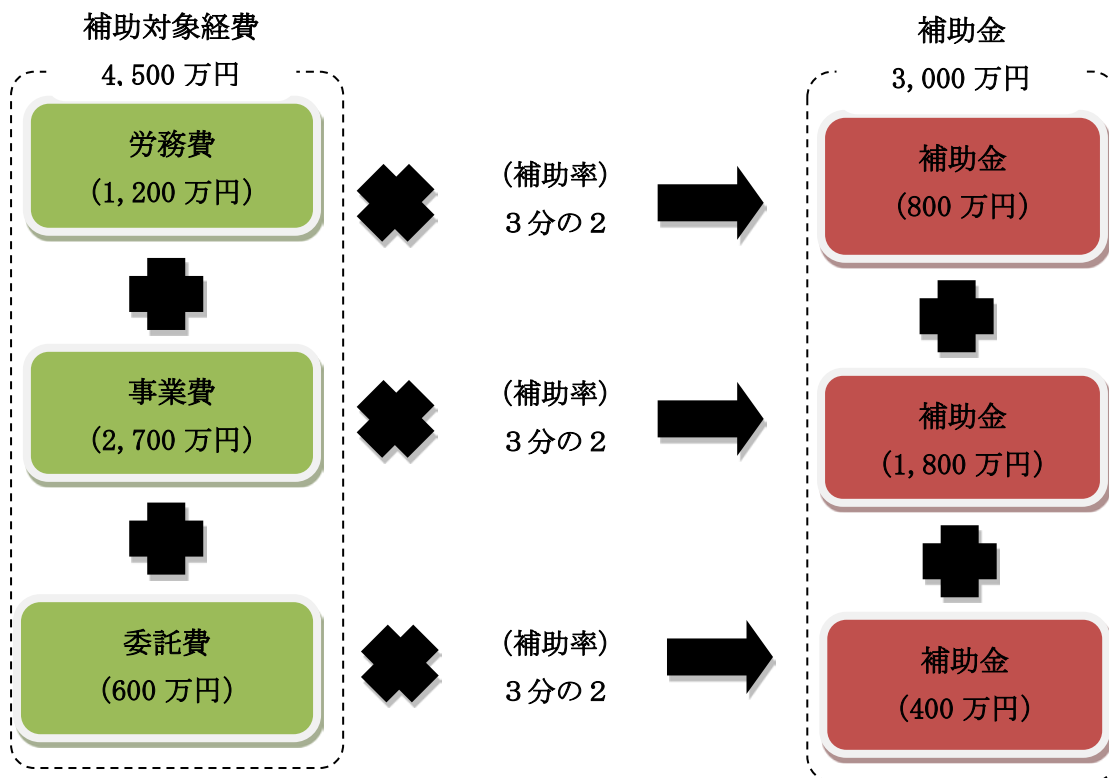 補助対象経費
4,500 万円
労務費
(1,200 万円)
事業費
(2,700 万円)
委託費
(600 万円)
(補助率)
３分の２
(補助率)
３分の２
(補助率)
３分の２
補助金
3,000 万円
補助金
(800 万円)
補助金
(1,800 万円)
補助金
(400 万円)